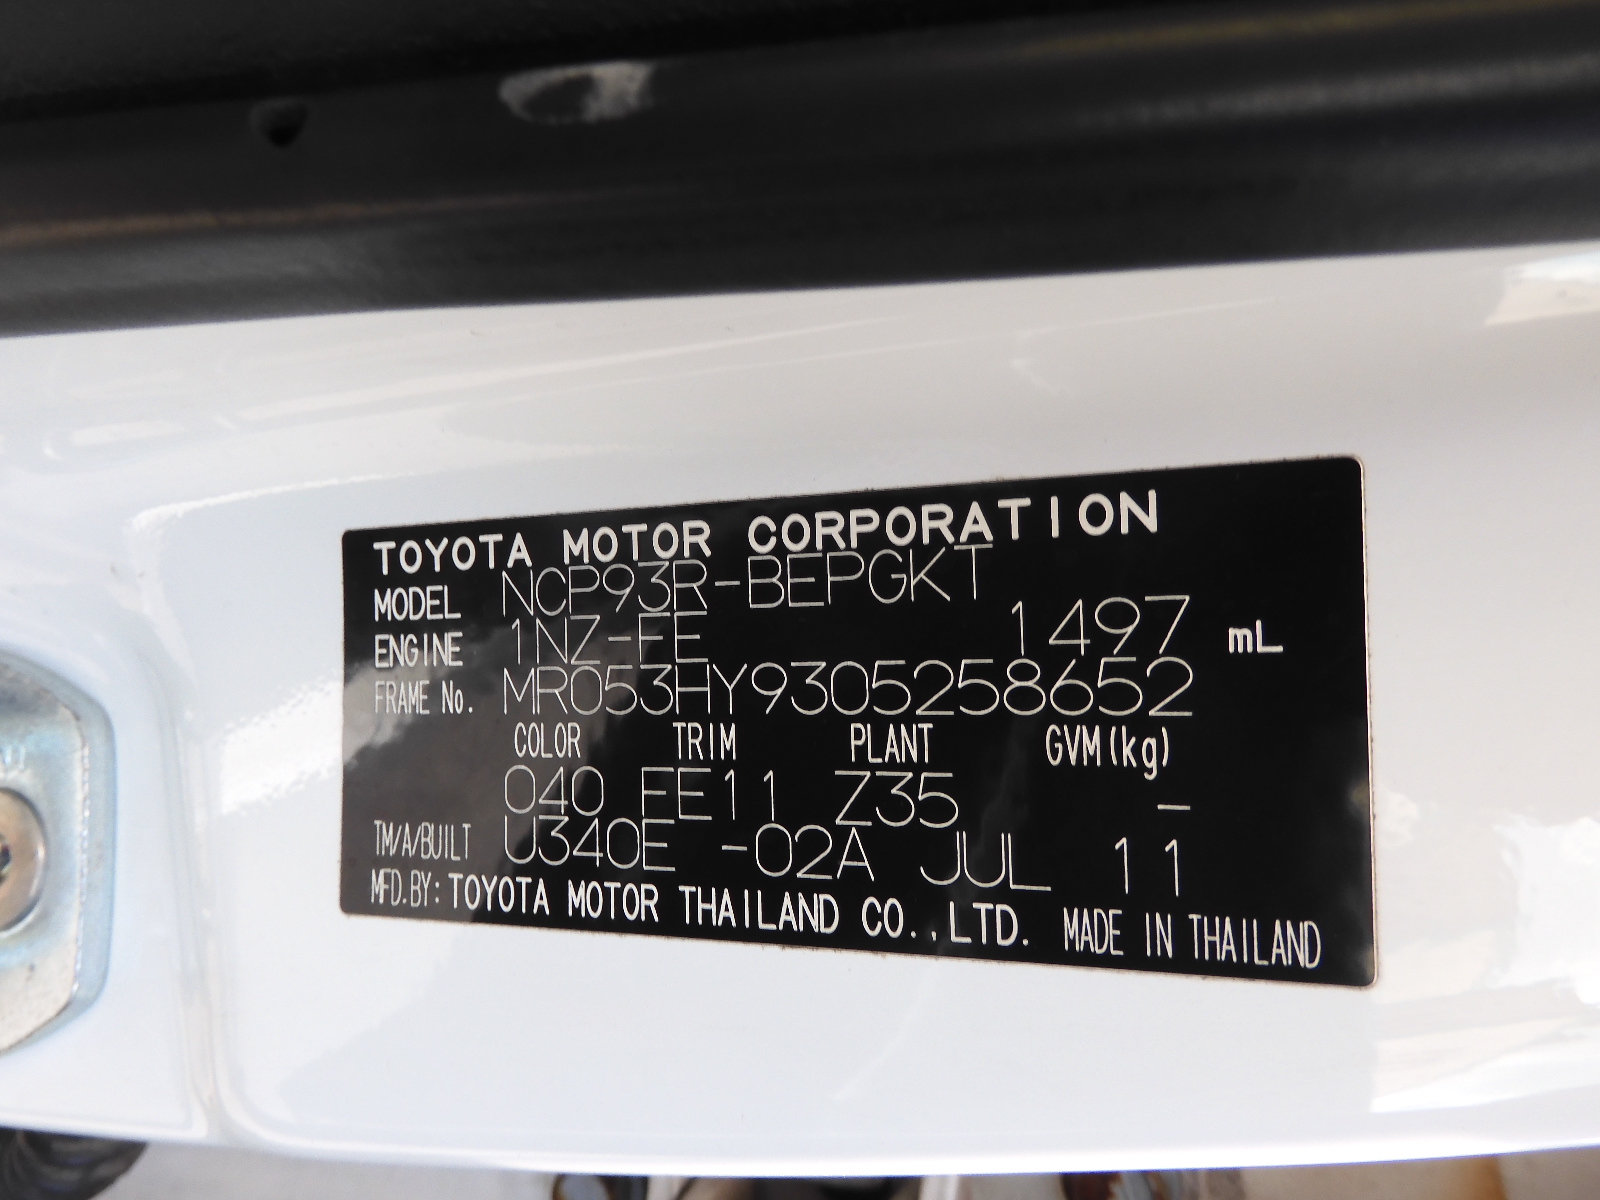 TOYOTA MOTOR CORPORATION
MODEL NCP93R-BEPGKT
ENGINE 1NZ-FE 1497 mL
FRAME No. MR053HY9305258652
COLOR TRIM PLANT GVM(kg)
040 FE11 Z35 –
TM/A/BUILT U340E -02A JUL 11
MFD.BY: TOYOTA MOTOR THAILAND CO.,LTD. MADE IN THAILAND